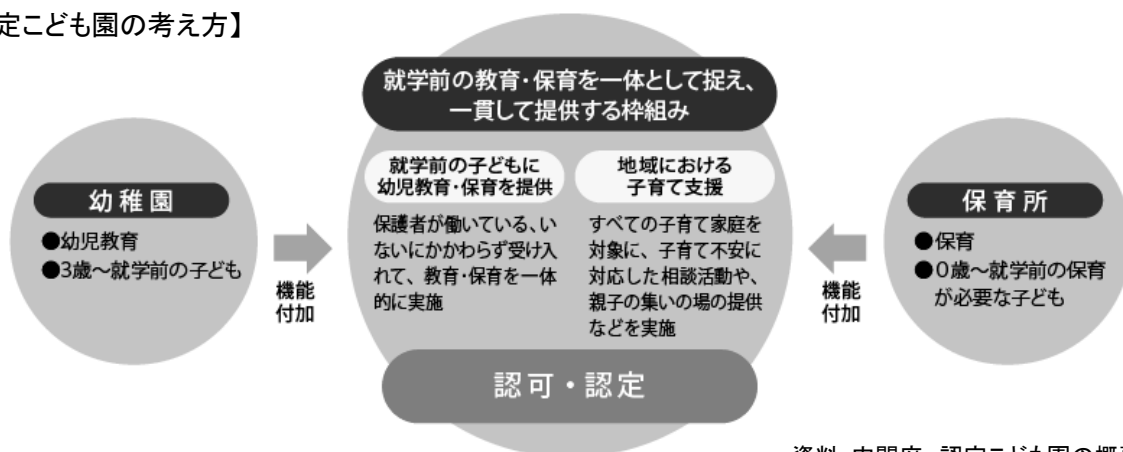 定こども園の考え方】
就学前の教育・保育を一体として捉え、
一貫して提供する枠組み
幼稚園
●幼児教育
●3歳～就学前の子ども
機能
付加
就学前の子どもに
幼児教育・保育を提供
保護者が働いている、い
ないにかかわらず受け入
れて、教育・保育を一体
的に実施
地域における
子育て支援
すべての子育て家庭を
対象に、子育て不安に
対応した相談活動や、
親子の集いの場の提供
などを実施
認可・認定
保育所
●保育
●0歳～就学前の保育
が必要な子ども
機能
付加